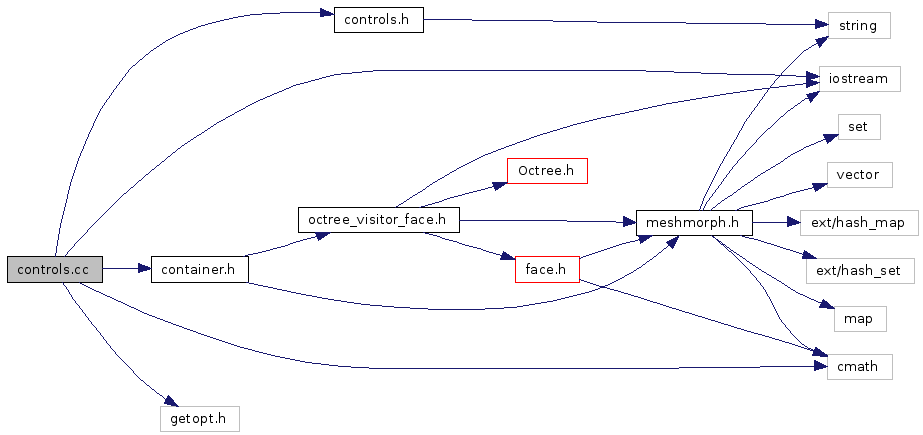 controls.h
string
iostream
set
Octree.h
vector
octree_visitor_face.h
meshmorph.h
ext/hash_map
controls.cc
container.h
face.h
ext/hash_set
map
cmath
getopt.h